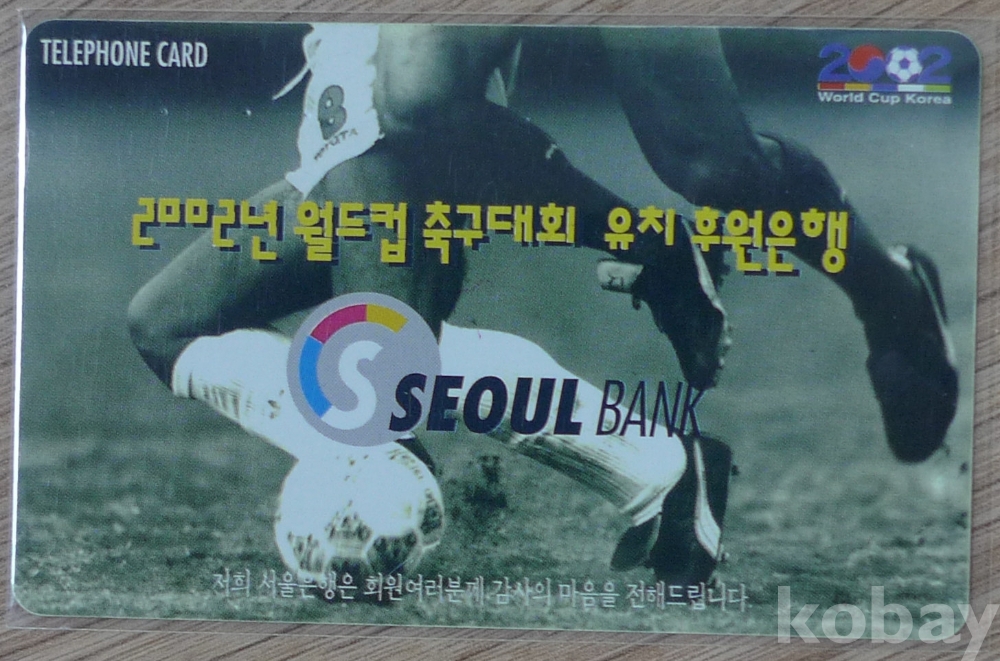 TELEPHONE CARD
2002
World Cup Korea
8
2002년 월드컵 축구대회 유치 후원은행
S SEOUL BANK
저희 서울은행은 회원여러분께 감사의 마음을 전해드립니다.
kobay